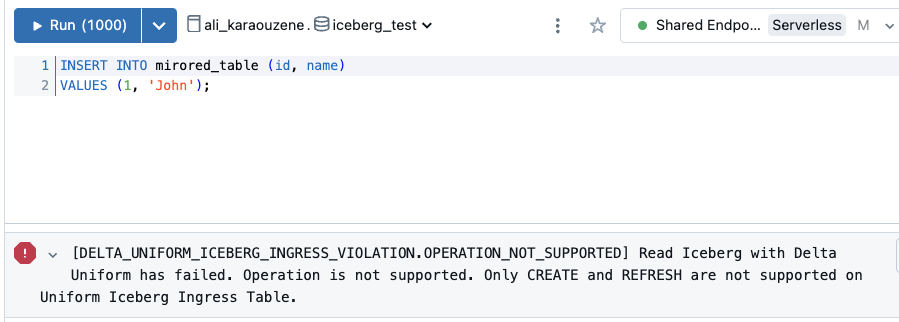 Run (1000) ali_karaouzene. iceberg_test Shared Endpo... Serverless M
1 INSERT INTO mirored_table (id, name)
2 VALUES (1, 'John');
! [DELTA_UNIFORM_ICEBERG_INGRESS_VIOLATION.OPERATION_NOT_SUPPORTED] Read Iceberg with Delta
Uniform has failed. Operation is not supported. Only CREATE and REFRESH are not supported on
Uniform Iceberg Ingress Table.